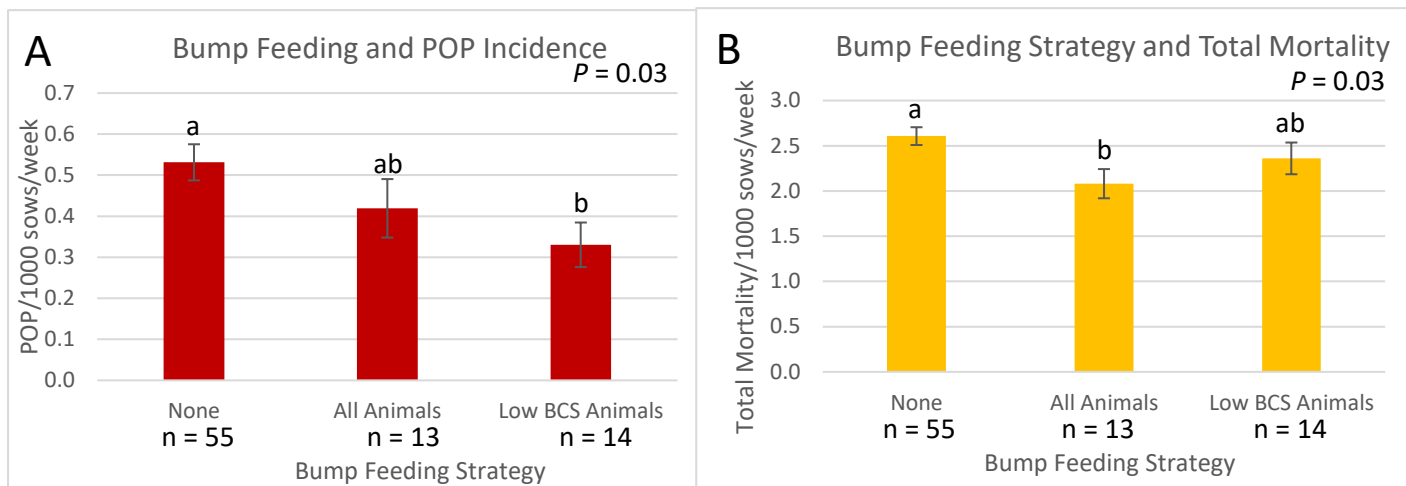 A
Bump Feeding and POP Incidence
P = 0.03
POP/1000 sows/week
0.7
0.6
0.5
0.4
0.3
0.2
0.1
0.0
a
ab
b
None
All Animals
Low BCS Animals
n = 55
n = 13
n = 14
Bump Feeding Strategy
B
Bump Feeding Strategy and Total Mortality
P = 0.03
Total Mortality/1000 sows/week
3.0
2.5
2.0
1.5
1.0
0.5
0.0
a
b
ab
None
All Animals
Low BCS Animals
n = 55
n = 13
n = 14
Bump Feeding Strategy